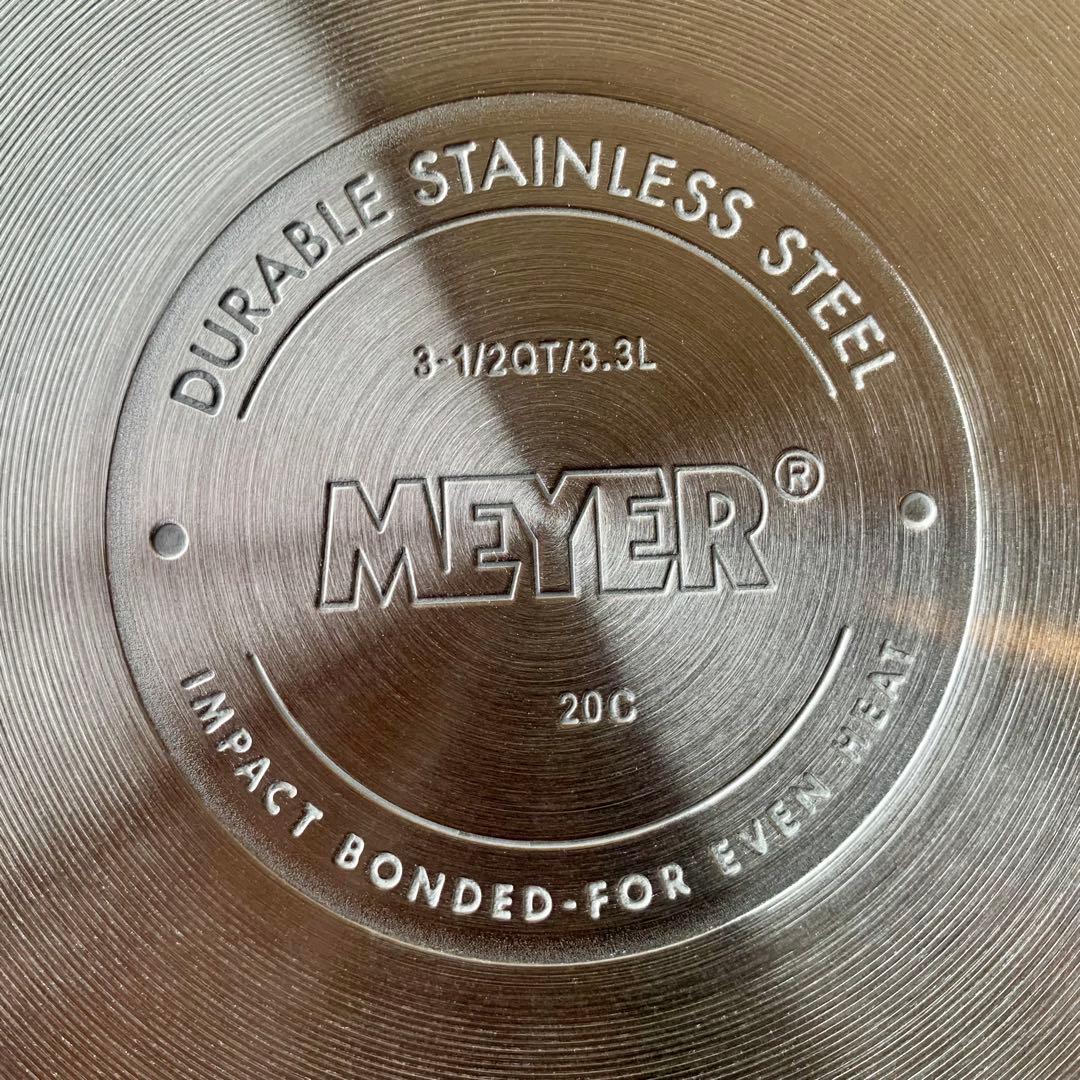 DURABLE STAINLESS STEEL
3-1/2QT/3.3L
MEYER®
20C
IMPACT BONDED-FOR EVEN HEAT